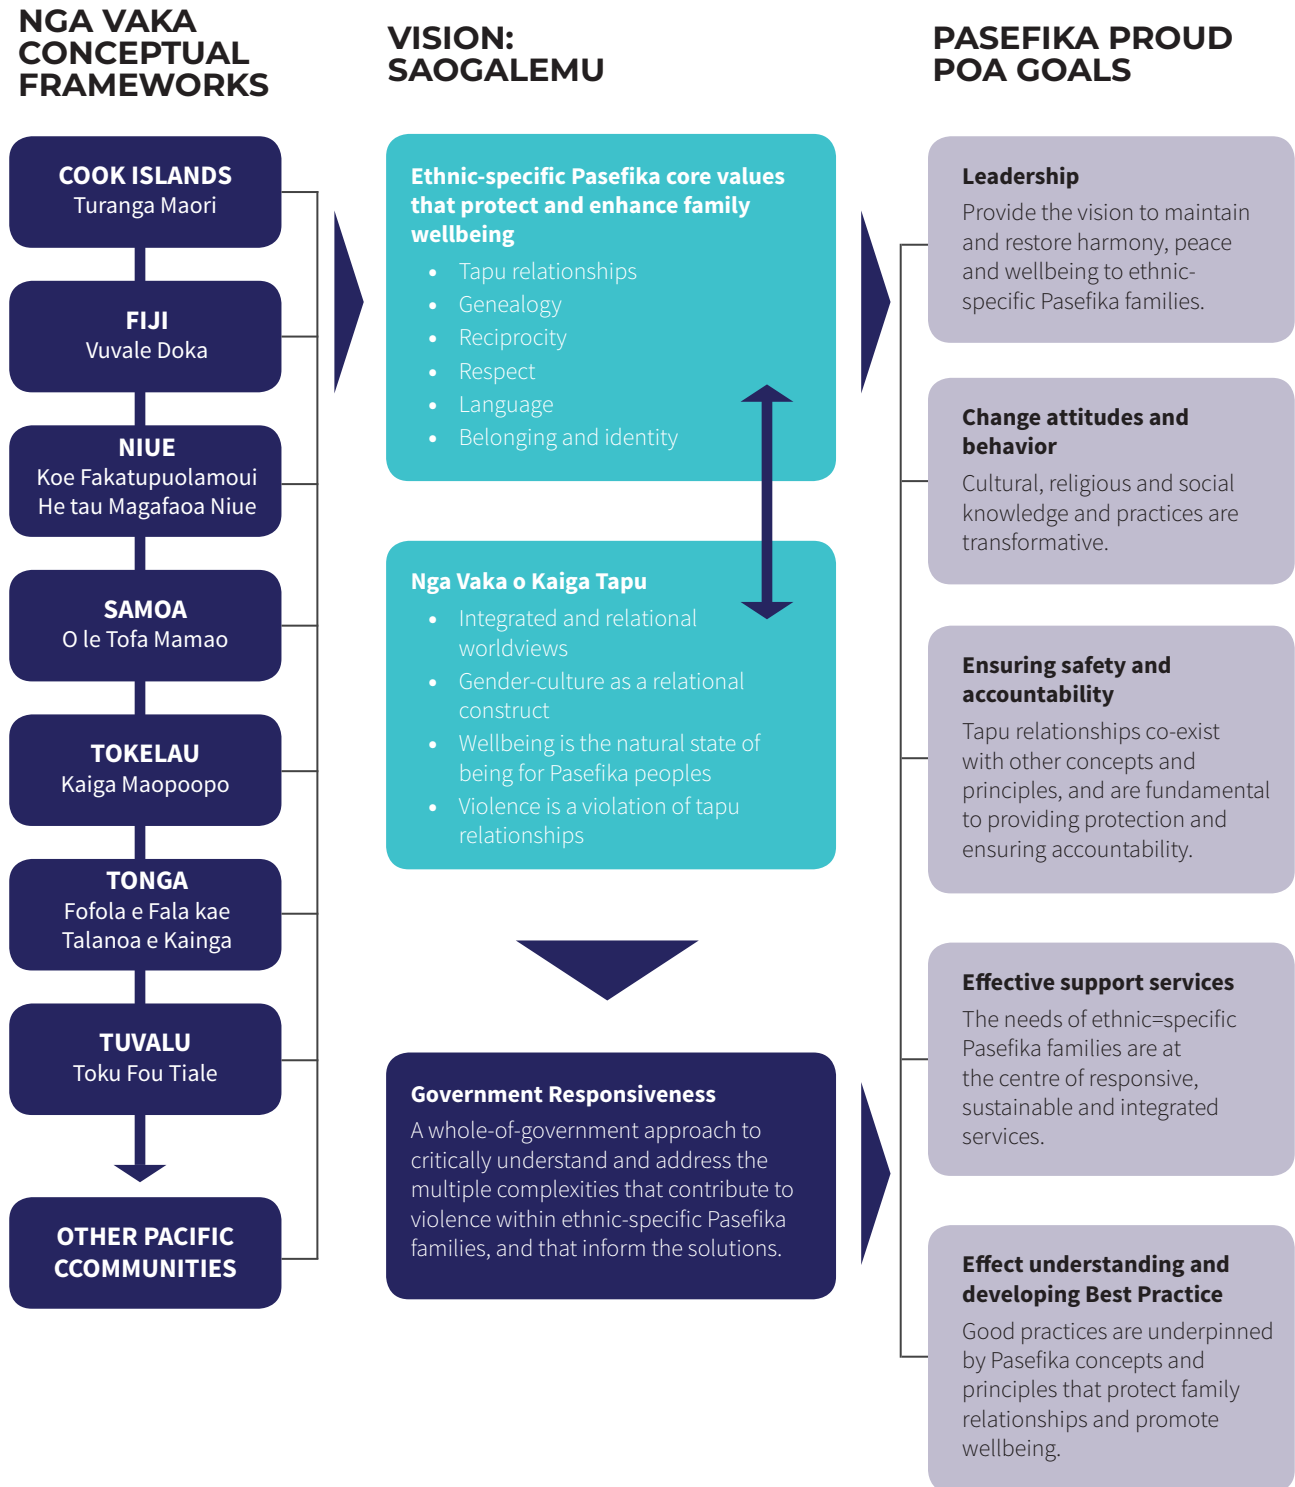 NGA VAKA
CONCEPTUAL
FRAMEWORKS
COOK ISLANDS
Turanga Maori
FIJI
Vuvale Doka
NIUE
Koe Fakatupuolamoui
He tau Magafaoa Niue
SAMOA
O le Tofa Mamao
TOKELAU
Kaiga Maopoopo
TONGA
Fofola e Fala kae
Talanoa e Kainga
TUVALU
Toku Fou Tiale
OTHER PACIFIC
CCOMMUNITIES
VISION:
SAOGALEMU
Ethnic-specific Pasefika core values
that protect and enhance family
wellbeing
• Tapu relationships
• Genealogy
• Reciprocity
• Respect
• Language
• Belonging and identity
Nga Vaka o Kaiga Tapu
• Integrated and relational
worldviews
• Gender-culture as a relational
construct
• Wellbeing is the natural state of
being for Pasefika peoples
• Violence is a violation of tapu
relationships
Government Responsiveness
A whole-of-government approach to
critically understand and address the
multiple complexities that contribute to
violence within ethnic-specific Pasefika
families, and that inform the solutions.
PASEFIKA PROUD
POA GOALS
Leadership
Provide the vision to maintain
and restore harmony, peace
and wellbeing to ethnic-
specific Pasefika families.
Change attitudes and
behavior
Cultural, religious and social
knowledge and practices are
transformative.
Ensuring safety and
accountability
Tapu relationships co-exist
with other concepts and
principles, and are fundamental
to providing protection and
ensuring accountability.
Effective support services
The needs of ethnic=specific
Pasefika families are at
the centre of responsive,
sustainable and integrated
services.
Effect understanding and
developing Best Practice
Good practices are underpinned
by Pasefika concepts and
principles that protect family
relationships and promote
wellbeing.